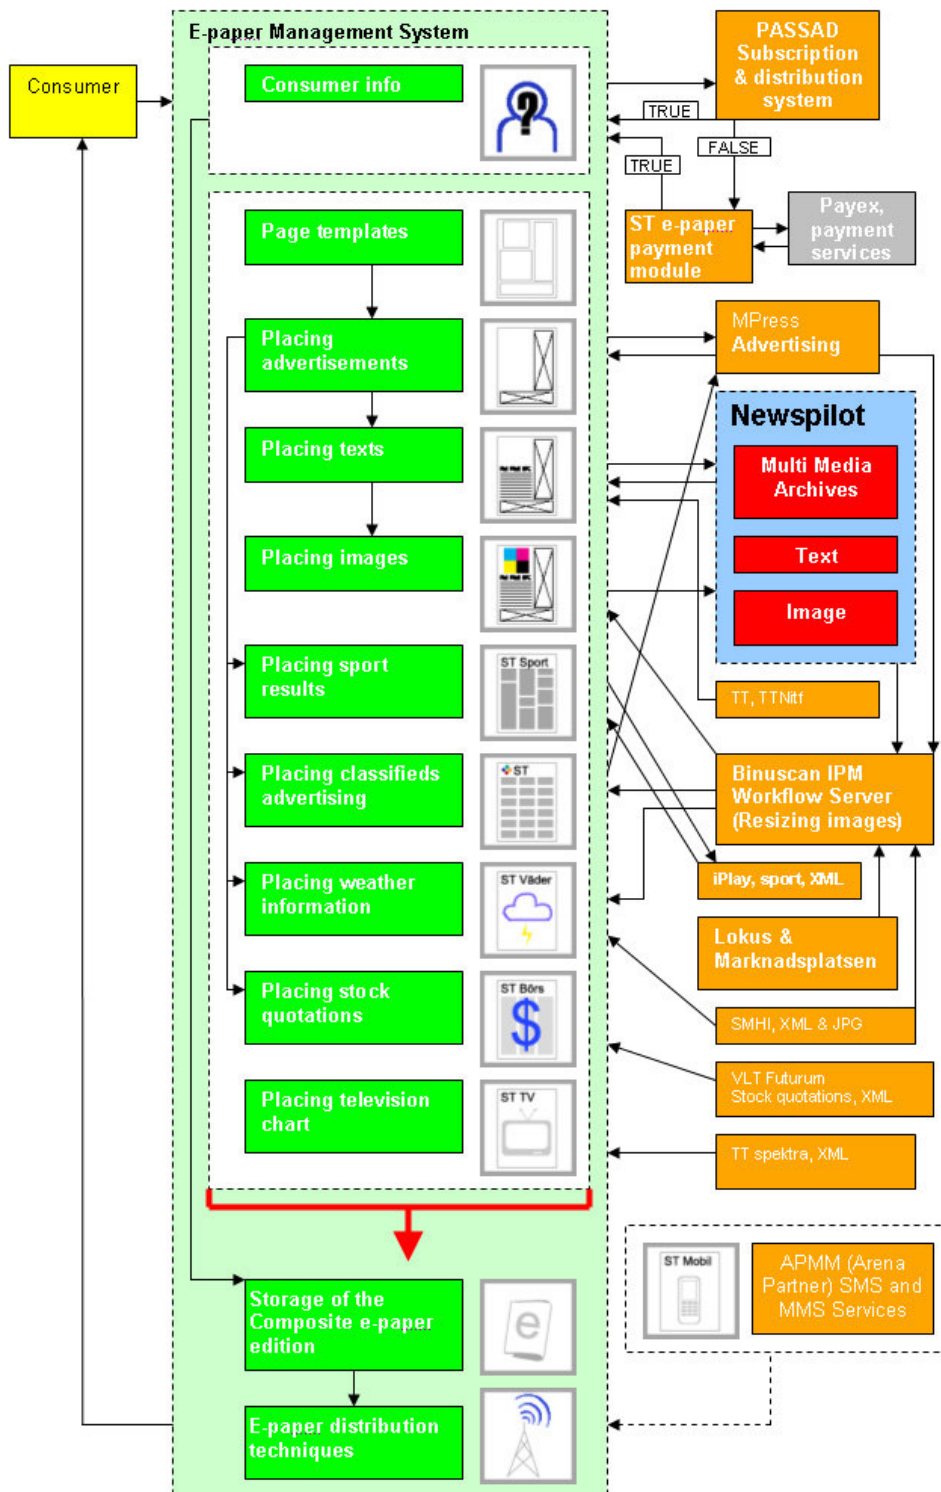 E-paper Management System
Consumer
Consumer info
?
PASSAD
Subscription
& distribution
system
TRUE
FALSE
TRUE
ST e-paper
payment
module
Payex,
payment
services
Page templates
Placing
advertisements
MPress
Advertising
Newspilot
Multi Media
Archives
Text
Image
Placing texts
Placing images
Placing sport
results
ST Sport
TT, TTNitf
Placing classifieds
advertising
ST
Binuscan IPM
Workflow Server
(Resizing images)
iPlay, sport, XML
Placing weather
information
ST Väder
Lokus &
Marknadsplatsen
Placing stock
quotations
ST Börs
$
SMHI, XML & JPG
VLT Futurum
Stock quotations, XML
Placing television
chart
ST TV
TT spektra, XML
ST Mobil
APMM (Arena
Partner) SMS and
MMS Services
Storage of the
Composite e-paper
edition
e
E-paper distribution
techniques